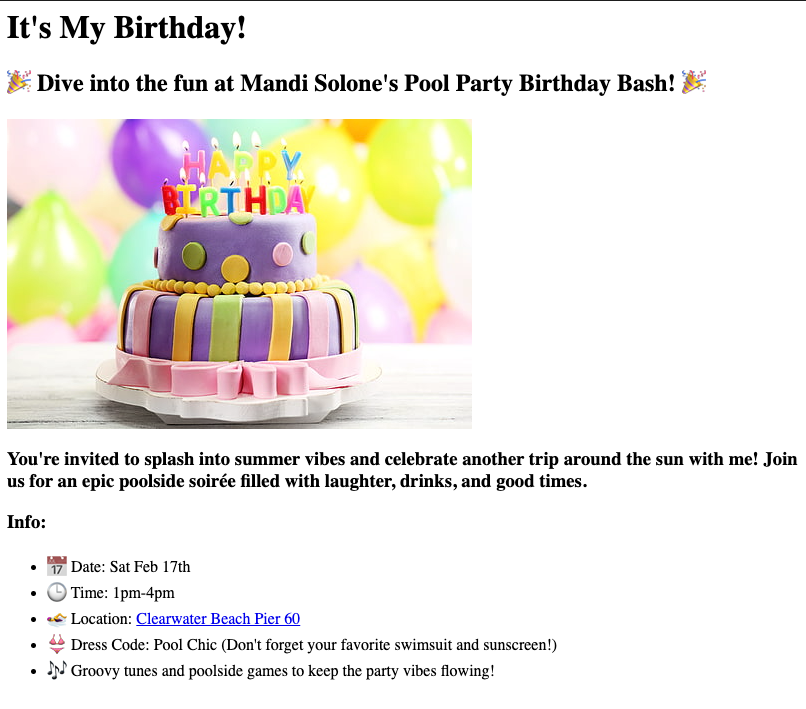 It's My Birthday!
🎉 Dive into the fun at Mandi Solone's Pool Party Birthday Bash! 🎉
HAPPY
BIRTHDAY
You're invited to splash into summer vibes and celebrate another trip around the sun with me! Join
us for an epic poolside soirée filled with laughter, drinks, and good times.
Info:
• 📅 Date: Sat Feb 17th
• 🕒 Time: 1pm-4pm
• 🏊 Location: Clearwater Beach Pier 60
• 👙 Dress Code: Pool Chic (Don't forget your favorite swimsuit and sunscreen!)
• 🎶 Groovy tunes and poolside games to keep the party vibes flowing!